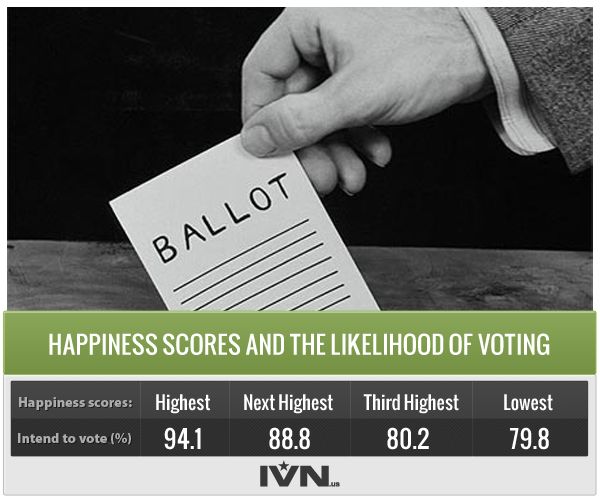 BALLOT
HAPPINESS SCORES AND THE LIKELIHOOD OF VOTING
Happiness scores: Highest Next Highest Third Highest Lowest
Intend to vote (%) 94.1 88.8 80.2 79.8
IVN.us